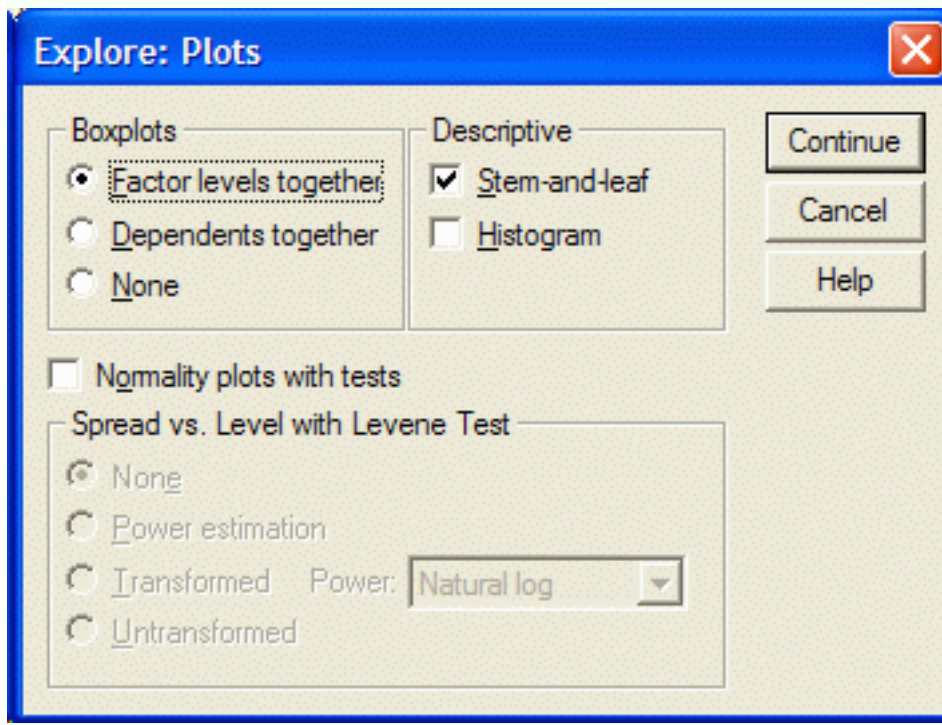 Explore: Plots
Boxplots
Factor levels together
Dependents together
None
Descriptive
Stem-and-leaf
Histogram
Continue
Cancel
Help
Normality plots with tests
Spread vs. Level with Levene Test
None
Power estimation
Transformed Power: Natural log
Untransformed